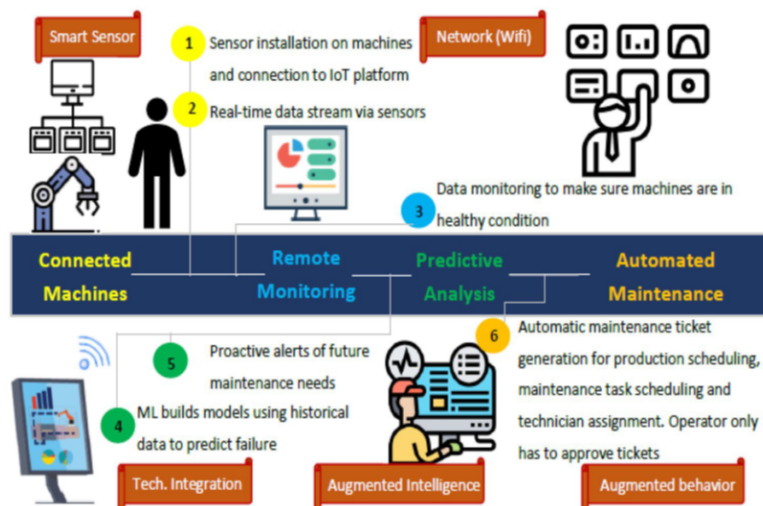 Smart Sensor
1
Sensor installation on machines
and connection to IoT platform
Network (Wifi)
2
Real-time data stream via sensors
3
Data monitoring to make sure machines are in
healthy condition
Connected
Machines
Remote
Monitoring
Predictive
Analysis
Automated
Maintenance
5
Proactive alerts of future
maintenance needs
4
ML builds models using historical
data to predict failure
6
Automatic maintenance ticket
generation for production scheduling,
maintenance task scheduling and
technician assignment. Operator only
has to approve tickets
Tech. Integration
Augmented Intelligence
Augmented behavior